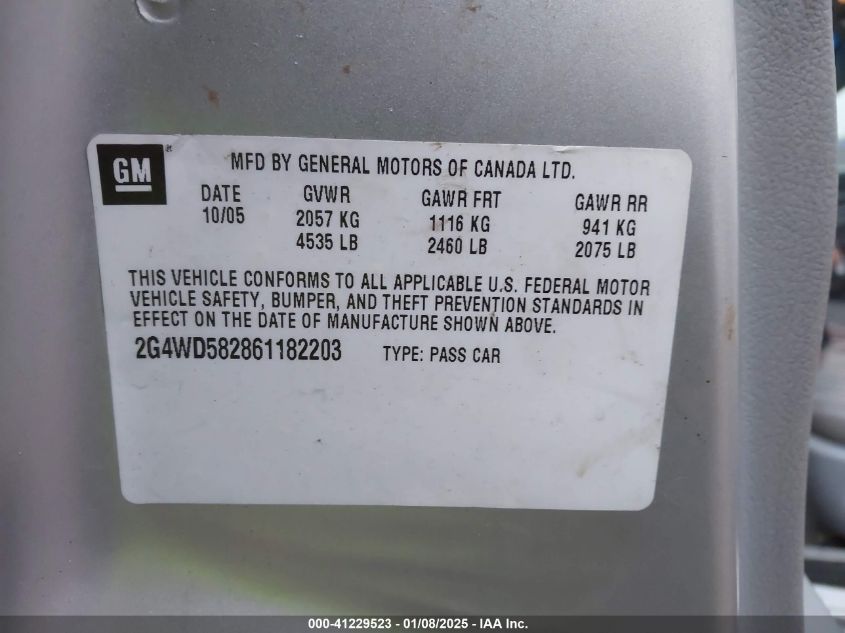 GM
MFD BY GENERAL MOTORS OF CANADA LTD.
DATE GVWR GAWR FRT GAWR RR
10/05 2057 KG 1116 KG 941 KG
4535 LB 2460 LB 2075 LB
THIS VEHICLE CONFORMS TO ALL APPLICABLE U.S. FEDERAL MOTOR
VEHICLE SAFETY, BUMPER, AND THEFT PREVENTION STANDARDS IN
EFFECT ON THE DATE OF MANUFACTURE SHOWN ABOVE.
2G4WD582861182203 TYPE: PASS CAR
000-41229523 - 01/08/2025 - IAA Inc.